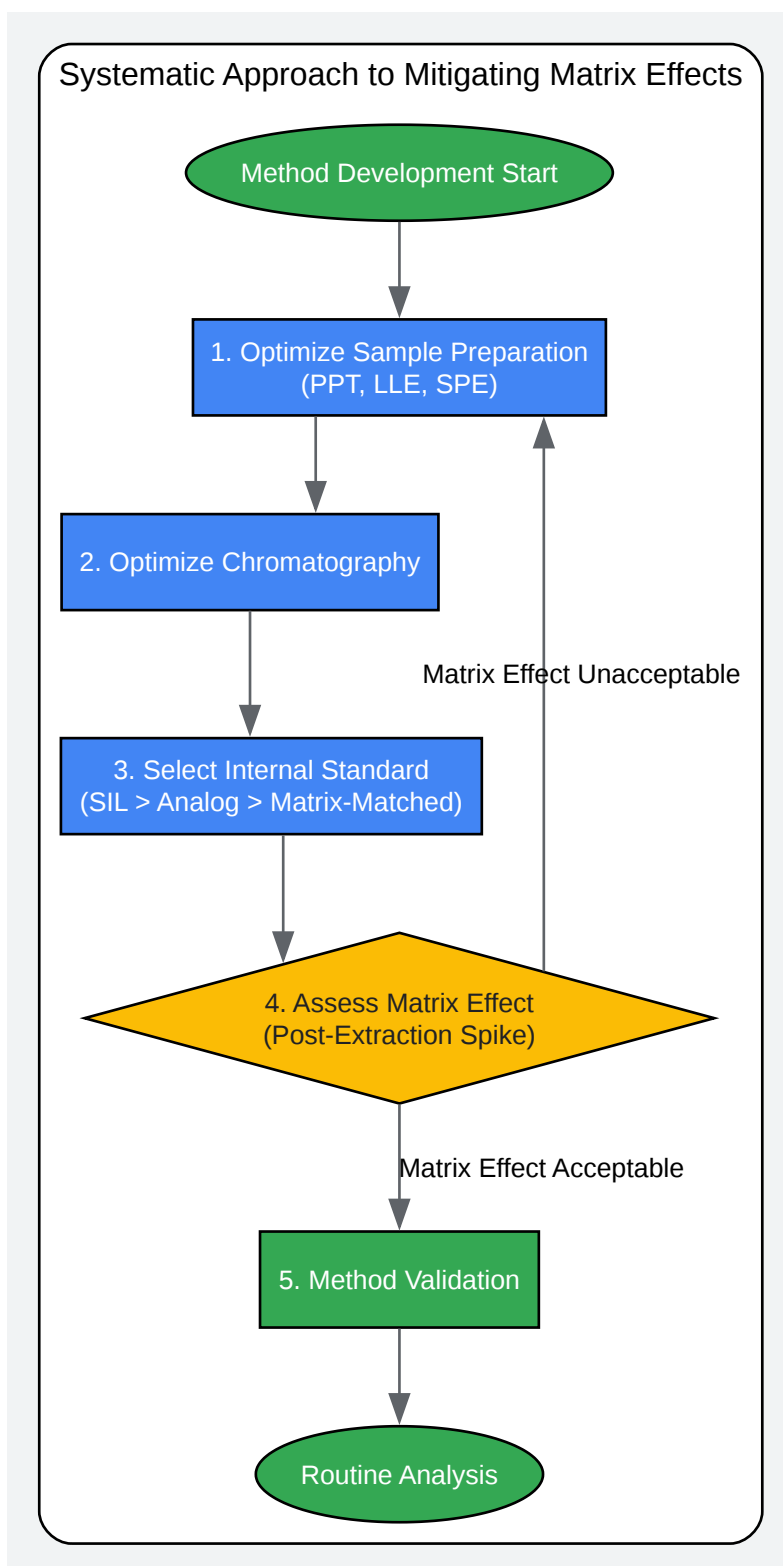 Systematic Approach to Mitigating Matrix Effects
Method Development Start
1. Optimize Sample Preparation
(PPT, LLE, SPE)
2. Optimize Chromatography
Matrix Effect Unacceptable
3. Select Internal Standard
(SIL > Analog > Matrix-Matched)
4. Assess Matrix Effect
(Post-Extraction Spike)
Matrix Effect Acceptable
5. Method Validation
Routine Analysis